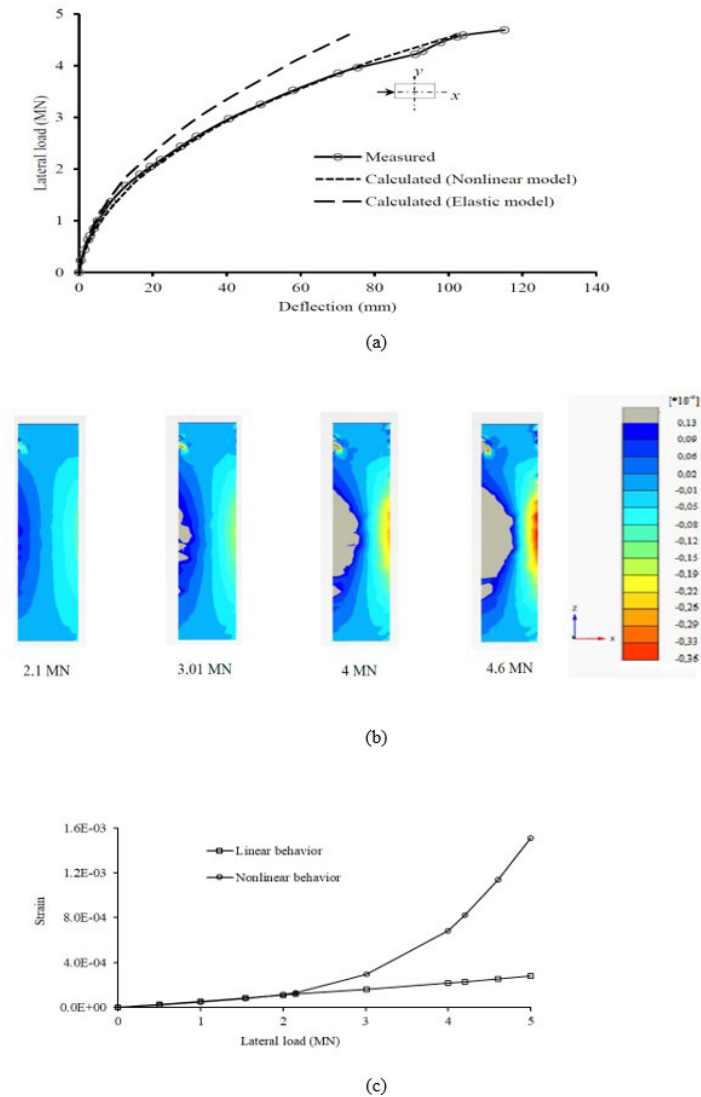 5
4
3
2
1
0
Lateral load (MN)
y
x
Measured
Calculated (Nonlinear model)
Calculated (Elastic model)
0 20 40 60 80 100 120 140
Deflection (mm)
(a)
0,13
0,09
0,06
0,02
-0,01
-0,05
-0,08
-0,12
-0,15
-0,19
-0,22
-0,26
-0,29
-0,33
-0,36
z
x
2.1 MN 3.01 MN 4 MN 4.6 MN
(b)
1.6E-03
1.2E-03
8.0E-04
4.0E-04
0.0E+00
Strain
Linear behavior
Nonlinear behavior
0 1 2 3 4 5
Lateral load (MN)
(c)